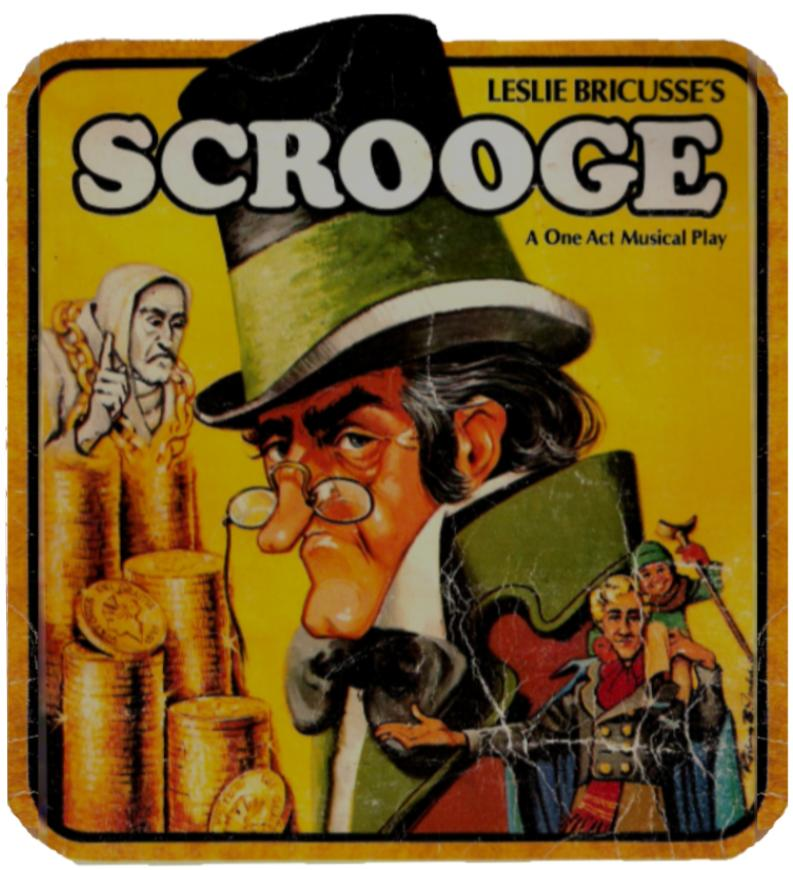 LESLIE BRICUSSE'S
SCROOGE
A One Act Musical Play